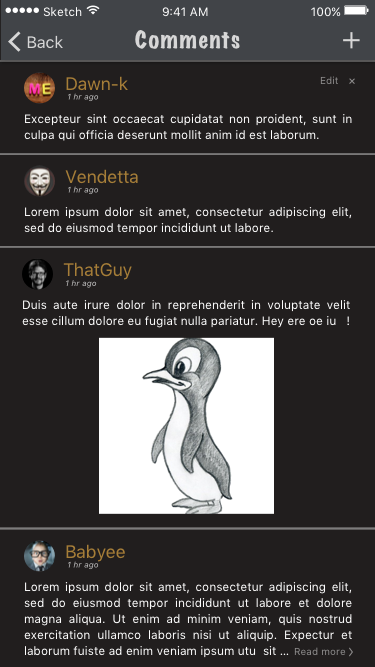 Sketch 9:41 AM 100%
Back Comments +
ME
Dawn-k Edit ×
1 hr ago
Excepteur sint occaecat cupidatat non proident, sunt in
culpa qui officia deserunt mollit anim id est laborum.
Vendetta
1 hr ago
Lorem ipsum dolor sit amet, consectetur adipiscing elit,
sed do eiusmod tempor incididunt ut labore.
ThatGuy
1 hr ago
Duis aute irure dolor in reprehenderit in voluptate velit
esse cillum dolore eu fugiat nulla pariatur. Hey ere oe iu !
Babyee
1 hr ago
Lorem ipsum dolor sit amet, consectetur adipiscing elit,
sed do eiusmod tempor incididunt ut labore et dolore
magna aliqua. Ut enim ad minim veniam, quis nostrud
exercitation ullamco laboris nisi ut aliquip. Expectur et
laborum fuiste ad enim veniam ipsum utu sit ... Read more >